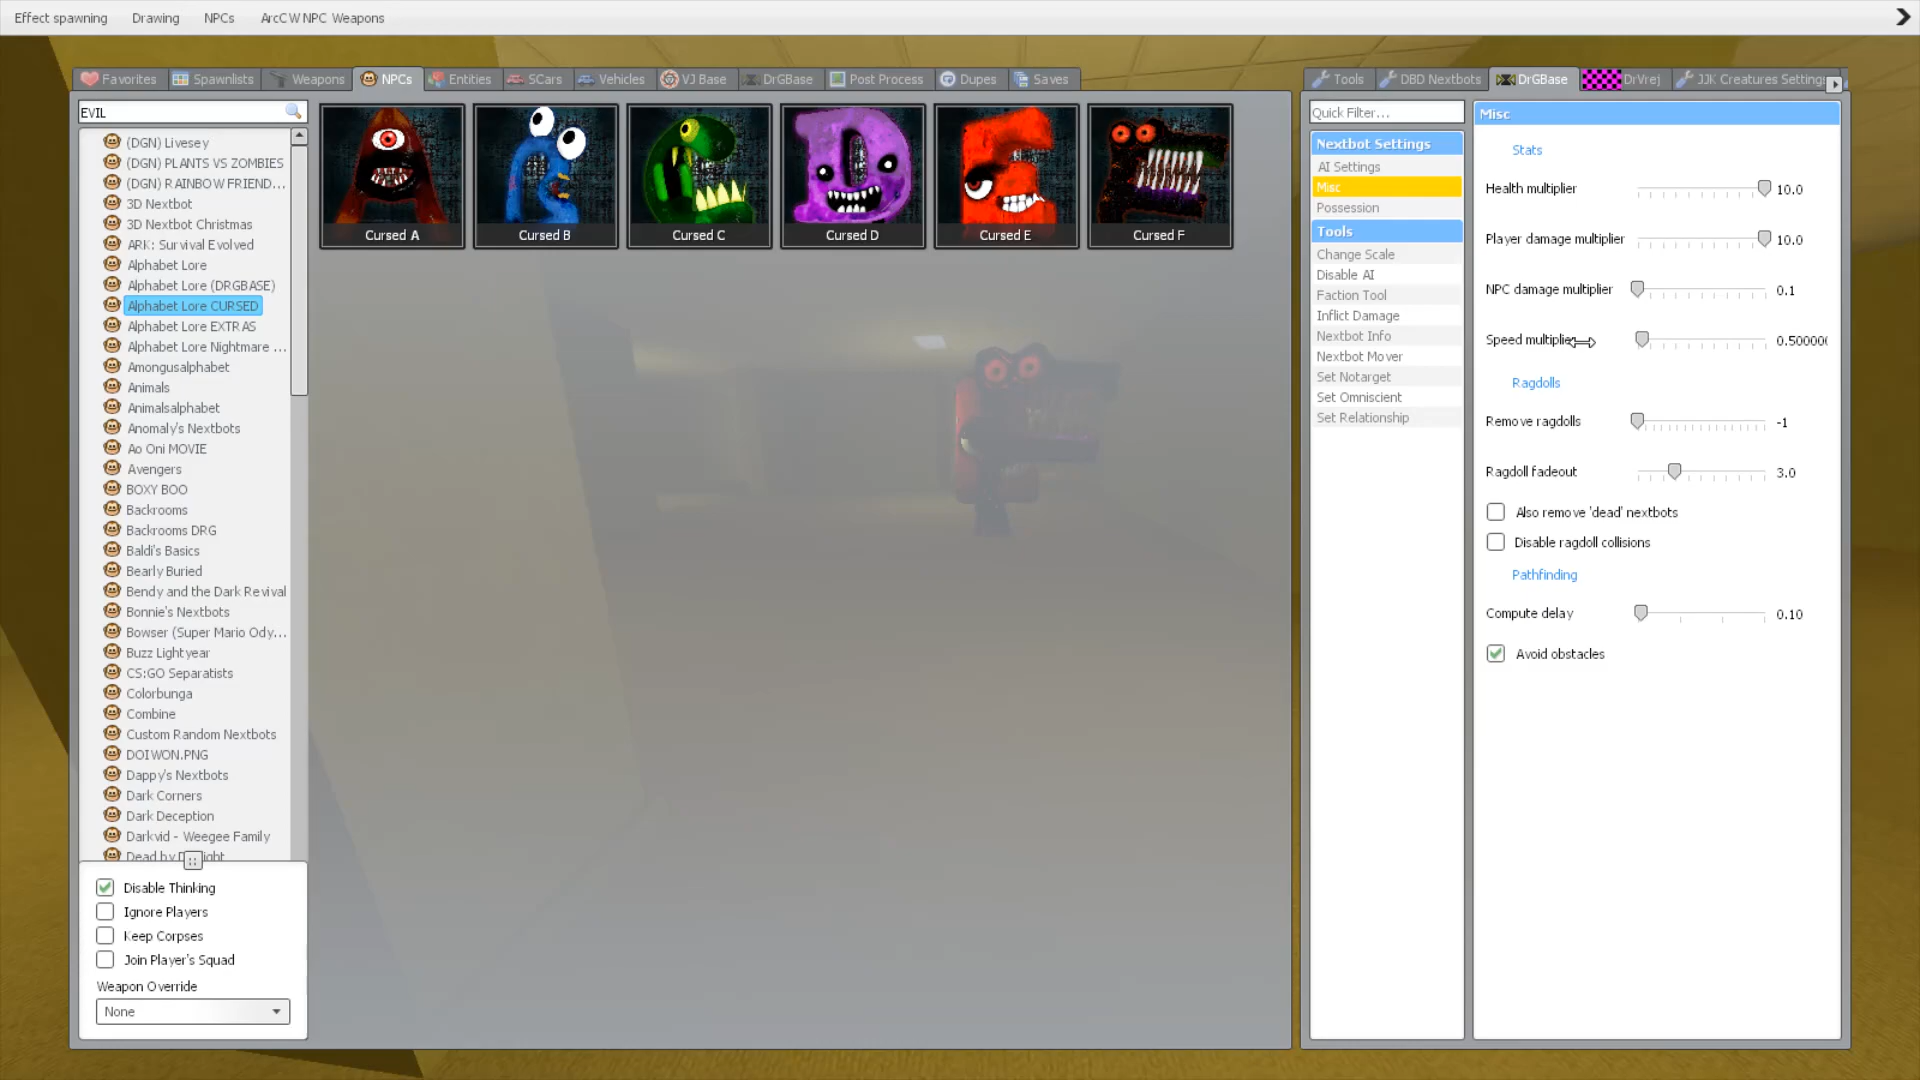 Effect spawning Drawing NPCs ArcCW NPC Weapons
Favorites Spawnlists Weapons NPCs Entities SCars Vehicles VJ Base DrGBase Post Process Dupes Saves
EVIL
(DGN) Livesey
(DGN) PLANTS VS ZOMBIES
(DGN) RAINBOW FRIEND...
3D Nextbot
3D Nextbot Christmas
ARK: Survival Evolved
Alphabet Lore
Alphabet Lore (DRGBASE)
Alphabet Lore CURSED
Alphabet Lore EXTRAS
Alphabet Lore Nightmare ...
Amongusalphabet
Animals
Animalsalphabet
Anomaly's Nextbots
Ao Oni MOVIE
Avengers
BOXY BOO
Backrooms
Backrooms DRG
Baldi's Basics
Bearly Buried
Bendy and the Dark Revival
Bonnie's Nextbots
Bowser (Super Mario Ody...
Buzz Lightyear
CS:GO Separatists
Colorbunga
Combine
Custom Random Nextbots
DOIWON.PNG
Dappy's Nextbots
Dark Corners
Dark Deception
Darkvid - Weegee Family
Dead by
Disable Thinking
Ignore Players
Keep Corpses
Join Player's Squad
Weapon Override
None
Cursed A Cursed B Cursed C Cursed D Cursed E Cursed F
Tools DBD Nextbots DrGBase DrVrej JJK Creatures Settings
Quick Filter...
Nextbot Settings
AI Settings
Misc
Possession
Tools
Change Scale
Disable AI
Faction Tool
Inflict Damage
Nextbot Info
Nextbot Mover
Set Notarget
Set Omniscient
Set Relationship
Misc
Stats
Health multiplier 10.0
Player damage multiplier 10.0
NPC damage multiplier 0.1
Speed multiplier 0.500000
Ragdolls
Remove ragdolls -1
Ragdoll fadeout 3.0
Also remove 'dead' nextbots
Disable ragdoll collisions
Pathfinding
Compute delay 0.10
Avoid obstacles